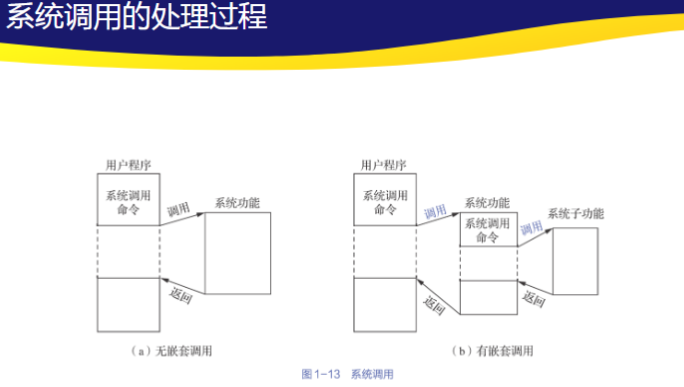 系统调用的处理过程
用户程序
系统调用
命令
调用
系统功能
返回
(a)无嵌套调用
用户程序
系统调用
命令
调用
系统功能
系统调用
命令
调用
系统子功能
返回
返回
(b)有嵌套调用
图1-13 系统调用